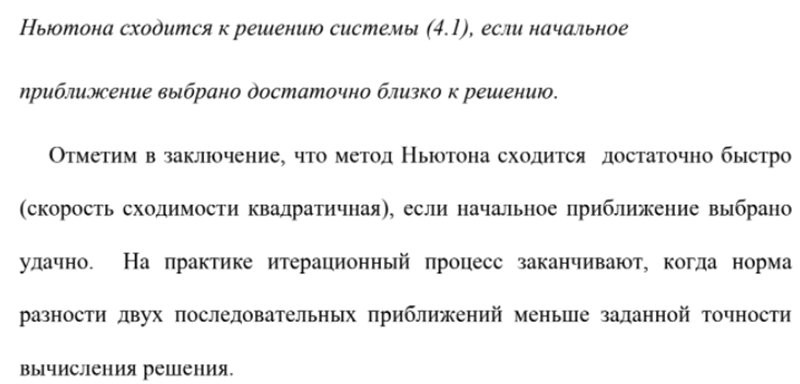 Ньютона сходится к решению системы (4.1), если начальное
приближение выбрано достаточно близко к решению.
Отметим в заключение, что метод Ньютона сходится достаточно быстро
(скорость сходимости квадратичная), если начальное приближение выбрано
удачно. На практике итерационный процесс заканчивают, когда норма
разности двух последовательных приближений меньше заданной точности
вычисления решения.